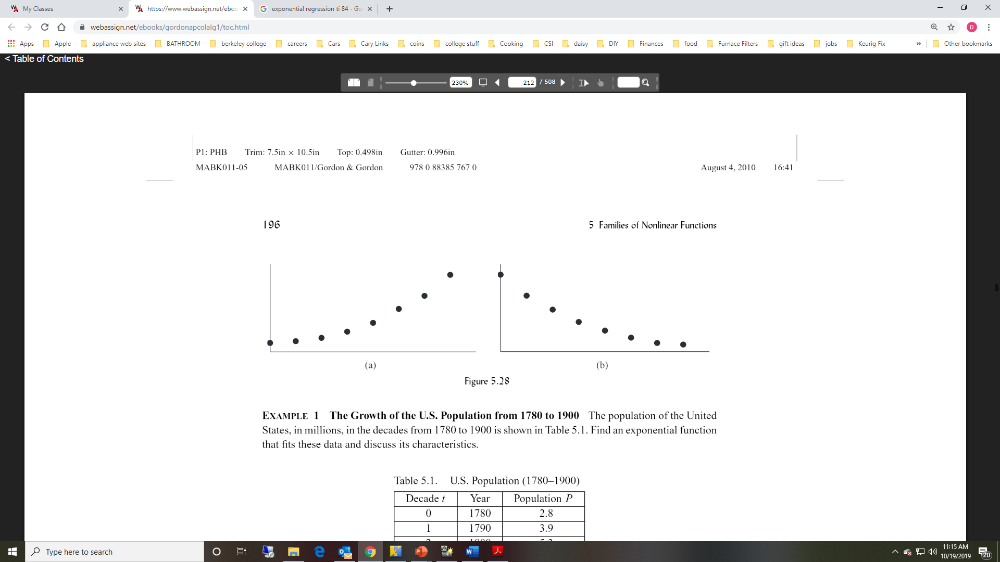 My Classes
https://www.webassign.net/eboo
exponential regression ti 84 - Go
webassign.net/ebooks/gordonapcolalg1/toc.html
D
Apps Apple appliance web sites BATHROOM berkeley college careers Cars Cary Links coins college stuff Cooking CSI daisy DIY Finances food Furnace Filters gift ideas jobs Keurig Fix » Other bookmarks
< Table of Contents
230% 212 / 508
P1: PHB Trim: 7.5in × 10.5in Top: 0.498in Gutter: 0.996in
MABK011-05 MABK011/Gordon & Gordon 978 0 88385 767 0 August 4, 2010 16:41
196 5 Families of Nonlinear Functions
(a) (b)
Figure 5.28
EXAMPLE 1 The Growth of the U.S. Population from 1780 to 1900 The population of the United
States, in millions, in the decades from 1780 to 1900 is shown in Table 5.1. Find an exponential function
that fits these data and discuss its characteristics.
Table 5.1. U.S. Population (1780–1900)
Decade t Year Population P
0 1780 2.8
1 1790 3.9
Type here to search
11:15 AM
10/19/2019
20